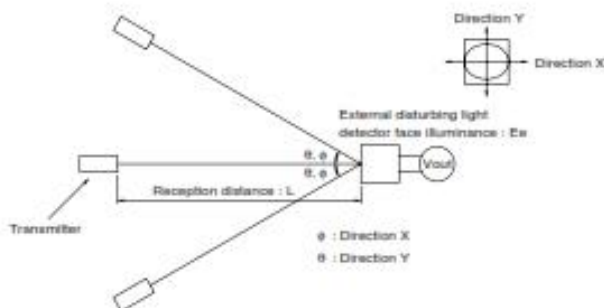 Direction Y
Direction X
External disturbing light
detector face illuminance : Ee
θ, φ
θ, φ
Vout
Reception distance : L
Transmitter
φ : Direction X
θ : Direction Y